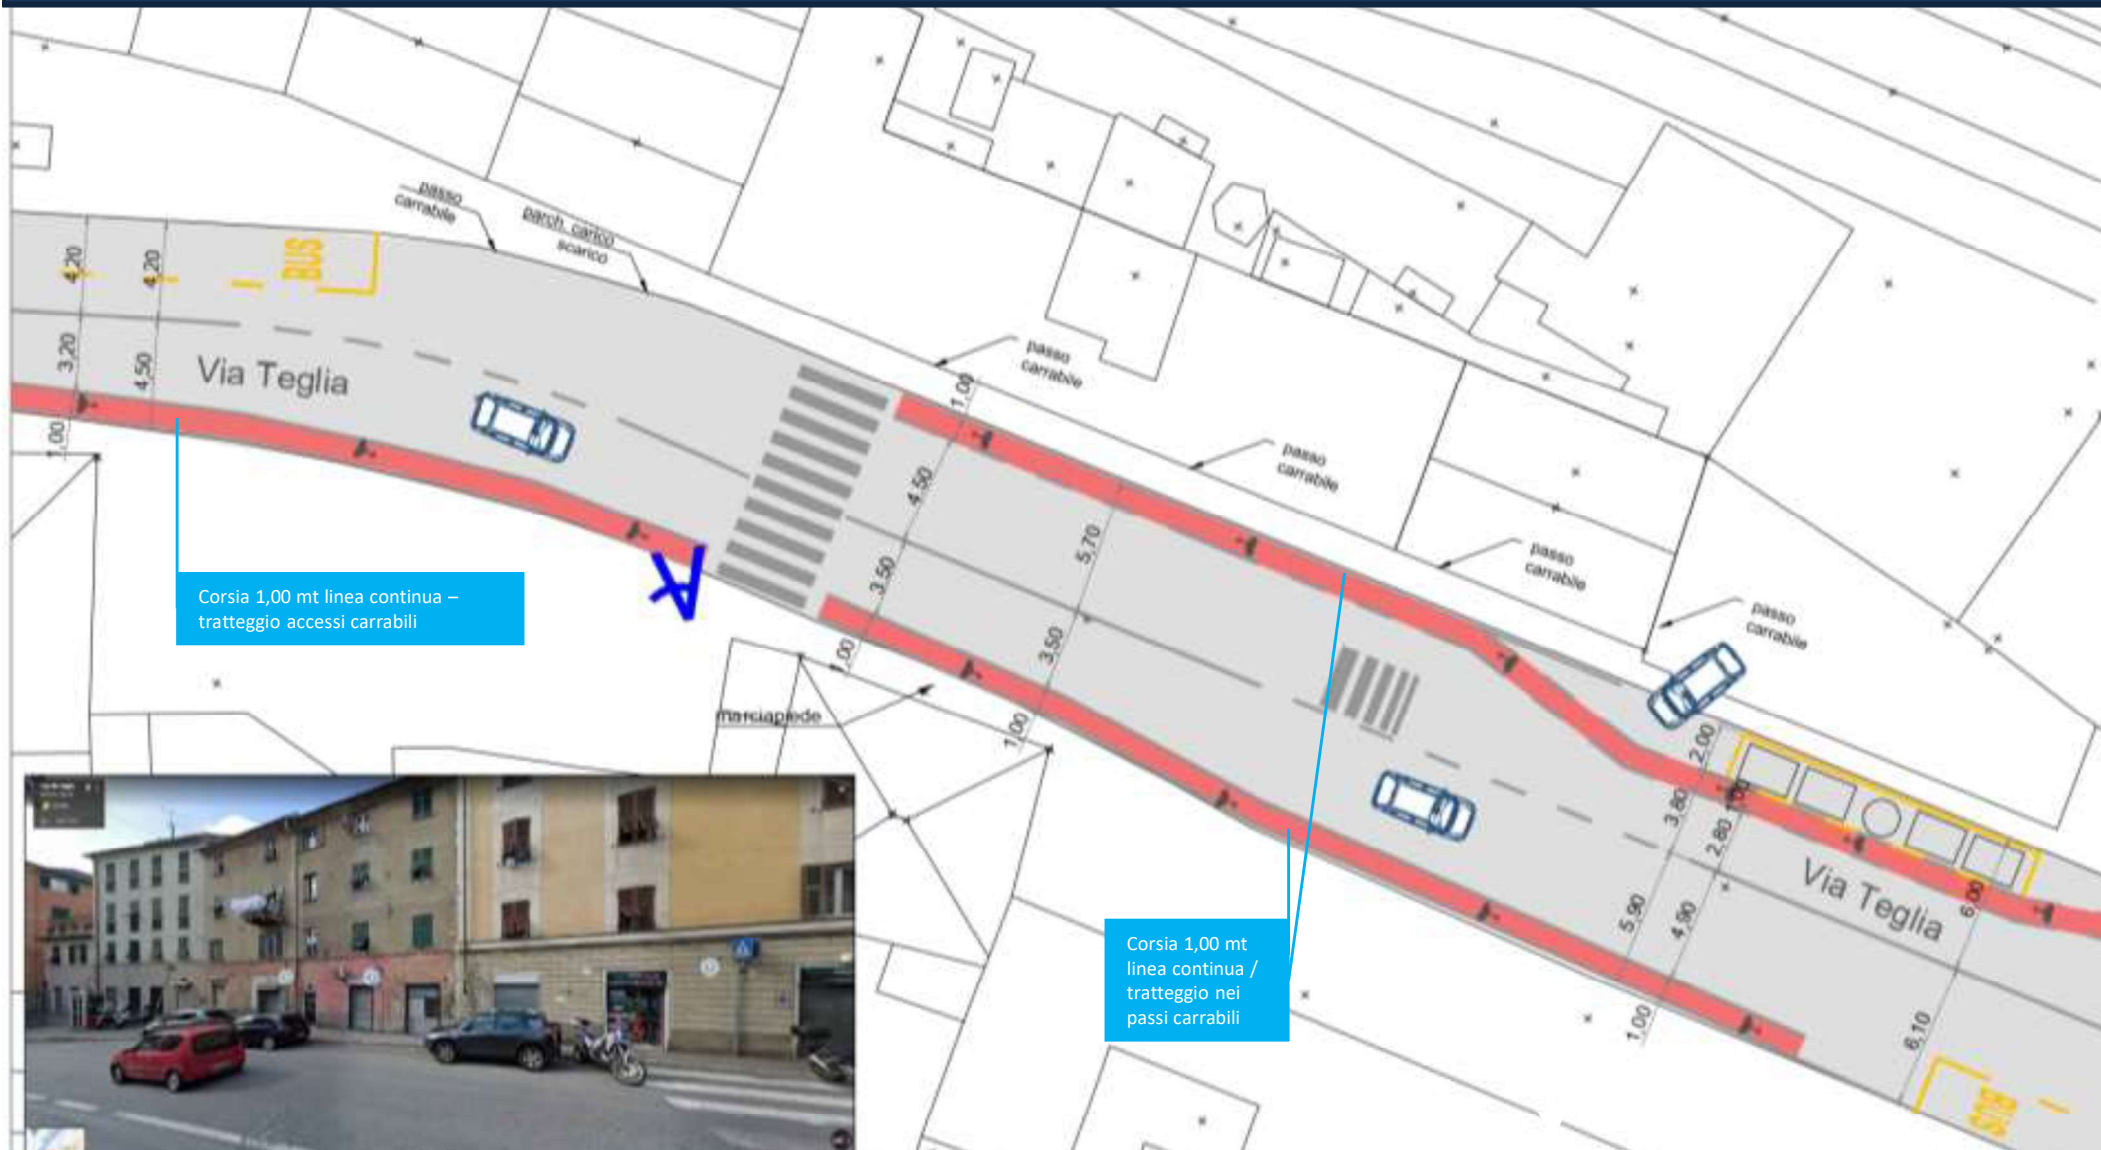 passo
carrabile
parch. carico
scarico
BUS
4,20
4,20
3,20
4,50
1,00
Via Teglia
passo
carrabile
1,00
4,50
3,50
1,00
passo
carrabile
5,70
3,50
1,00
passo
carrabile
passo
carrabile
Corsia 1,00 mt linea continua –
tratteggio accessi carrabili
marciapiede
2,00
3,80
2,80
1,00
5,90
4,90
1,00
Via Teglia
6,00
6,10
BUS
Corsia 1,00 mt
linea continua /
tratteggio nei
passi carrabili